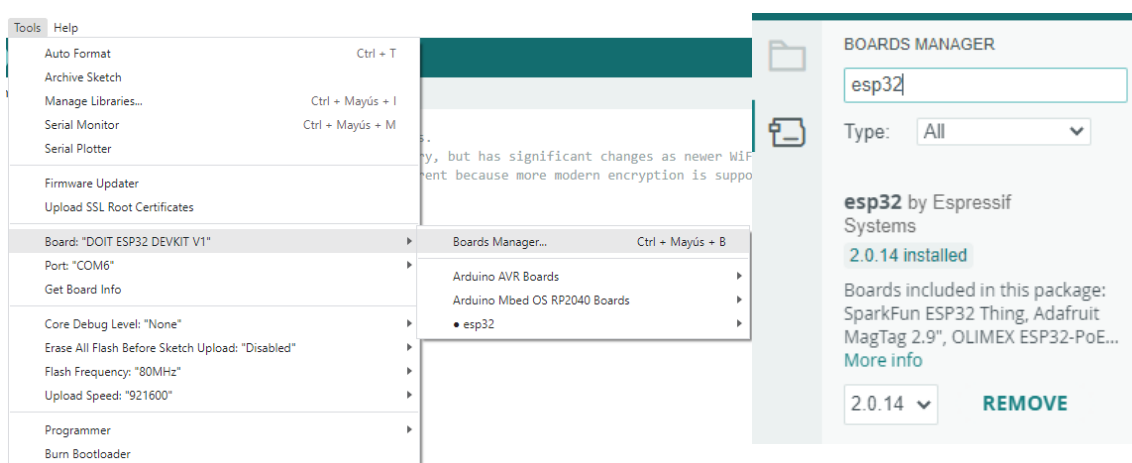 Tools Help
Auto Format Ctrl + T
Archive Sketch
Manage Libraries... Ctrl + Mayús + I
Serial Monitor Ctrl + Mayús + M
Serial Plotter
Firmware Updater
Upload SSL Root Certificates
Board: "DOIT ESP32 DEVKIT V1"
Port: "COM6"
Get Board Info
Core Debug Level: "None"
Erase All Flash Before Sketch Upload: "Disabled"
Flash Frequency: "80MHz"
Upload Speed: "921600"
Programmer
Burn Bootloader
but has significant changes as newer WiF
because more modern encryption is suppo
Boards Manager... Ctrl + Mayús + B
Arduino AVR Boards
Arduino Mbed OS RP2040 Boards
● esp32
BOARDS MANAGER
esp32
Type: All
esp32 by Espressif
Systems
2.0.14 installed
Boards included in this package:
SparkFun ESP32 Thing, Adafruit
MagTag 2.9", OLIMEX ESP32-PoE...
More info
2.0.14 REMOVE